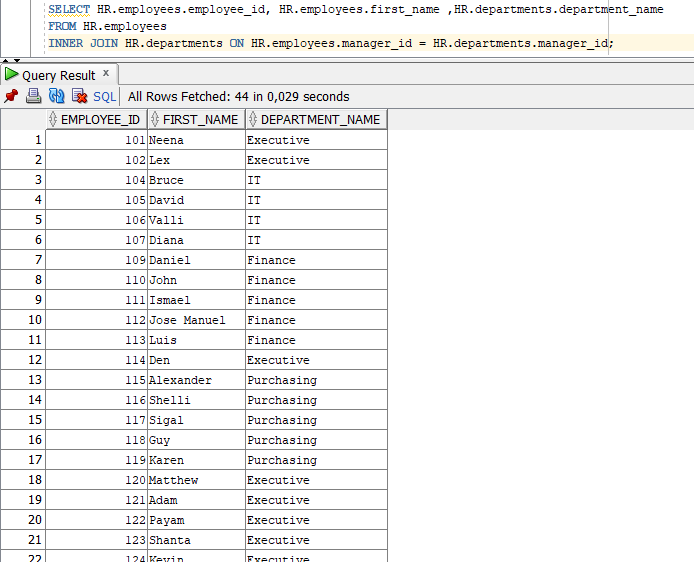 SELECT HR.employees.employee_id, HR.employees.first_name ,HR.departments.department_name
FROM HR.employees
INNER JOIN HR.departments ON HR.employees.manager_id = HR.departments.manager_id;
Query Result x
SQL All Rows Fetched: 44 in 0,029 seconds
EMPLOYEE_ID FIRST_NAME DEPARTMENT_NAME
1 101 Neena Executive
2 102 Lex Executive
3 104 Bruce IT
4 105 David IT
5 106 Valli IT
6 107 Diana IT
7 109 Daniel Finance
8 110 John Finance
9 111 Ismael Finance
10 112 Jose Manuel Finance
11 113 Luis Finance
12 114 Den Executive
13 115 Alexander Purchasing
14 116 Shelli Purchasing
15 117 Sigal Purchasing
16 118 Guy Purchasing
17 119 Karen Purchasing
18 120 Matthew Executive
19 121 Adam Executive
20 122 Payam Executive
21 123 Shanta Executive
22 124 Kevin Executive